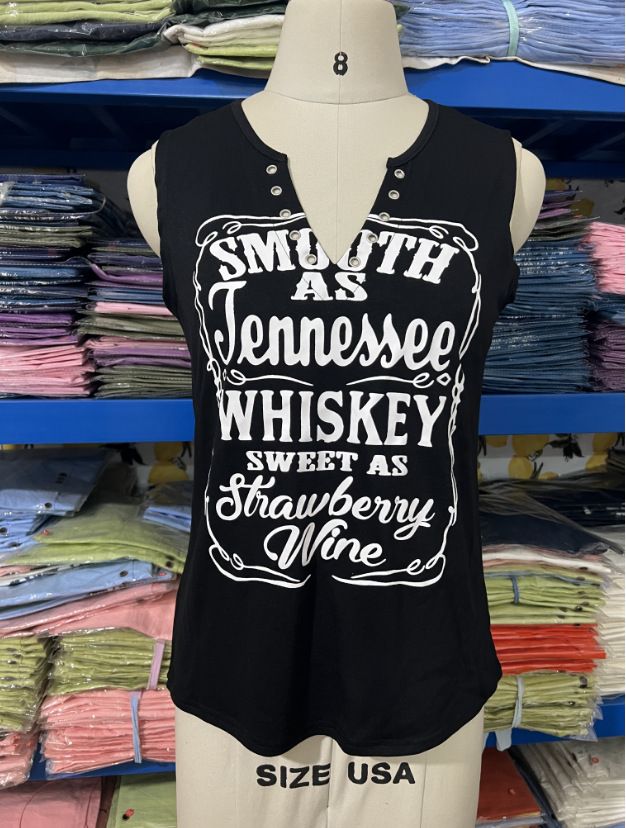 8
SMOOTH
AS
Tennessee
WHISKEY
SWEET AS
Strawberry
Wine
SIZE USA